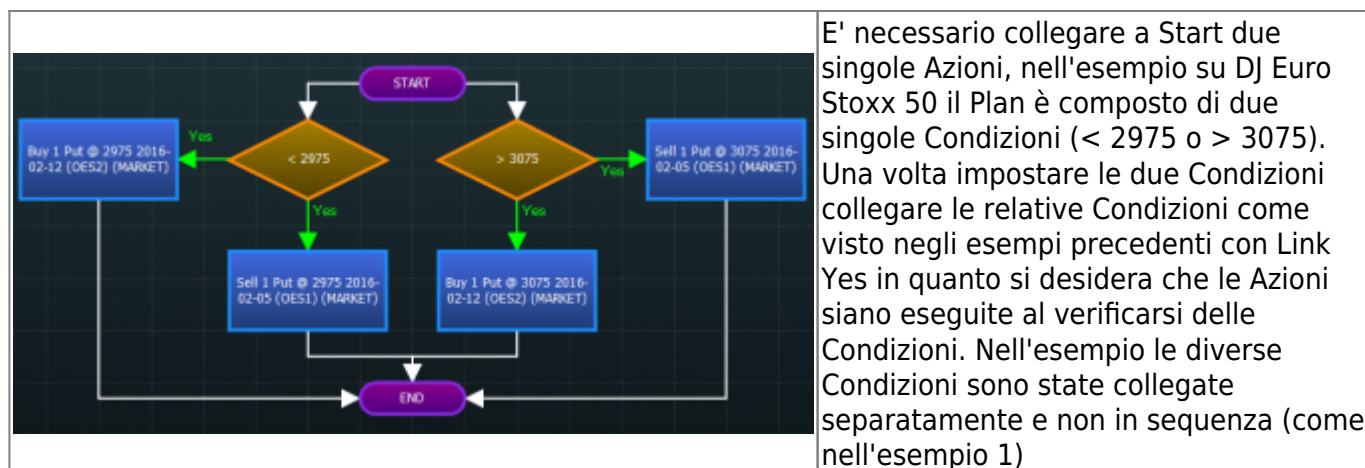 START
Yes
Buy 1 Put @ 2975 2016-
02-12 (OES2) (MARKET)
< 2975
> 3075
Yes
Sell 1 Put @ 3075 2016-
02-05 (OES1) (MARKET)
Yes
Yes
Sell 1 Put @ 2975 2016-
02-05 (OES1) (MARKET)
Buy 1 Put @ 3075 2016-
02-12 (OES2) (MARKET)
END
E' necessario collegare a Start due
singole Azioni, nell'esempio su DJ Euro
Stoxx 50 il Plan è composto di due
singole Condizioni (< 2975 o > 3075).
Una volta impostare le due Condizioni
collegare le relative Condizioni come
visto negli esempi precedenti con Link
Yes in quanto si desidera che le Azioni
siano eseguite al verificarsi delle
Condizioni. Nell'esempio le diverse
Condizioni sono state collegate
separatamente e non in sequenza (come
nell'esempio 1)